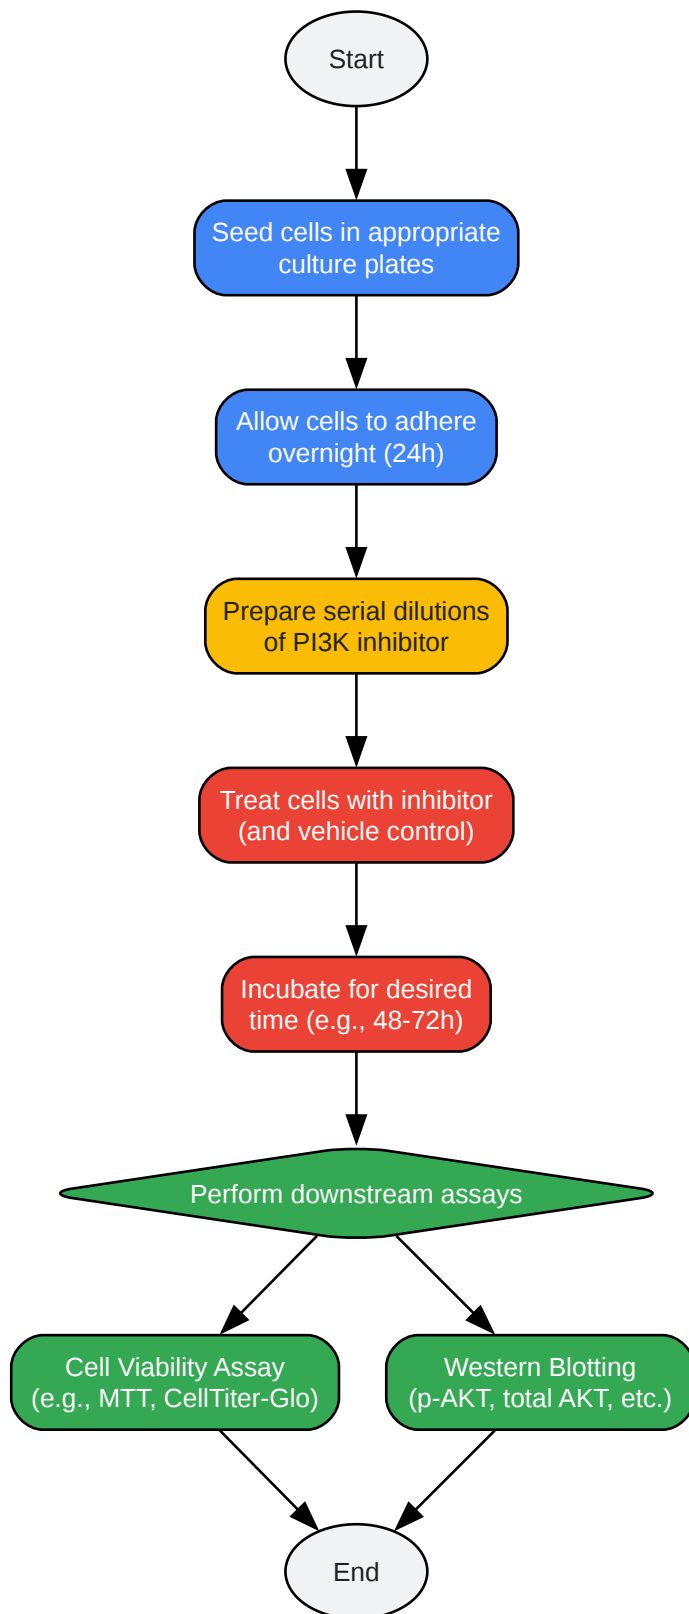 Start
Seed cells in appropriate
culture plates
Allow cells to adhere
overnight (24h)
Prepare serial dilutions
of PI3K inhibitor
Treat cells with inhibitor
(and vehicle control)
Incubate for desired
time (e.g., 48-72h)
Perform downstream assays
Cell Viability Assay
(e.g., MTT, CellTiter-Glo)
Western Blotting
(p-AKT, total AKT, etc.)
End